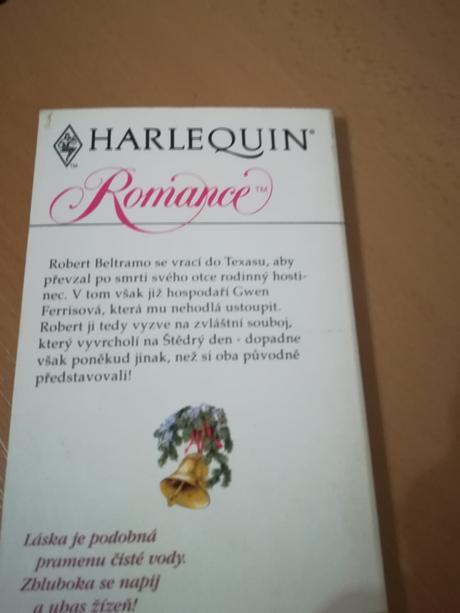 HARLEQUIN®
™
Romance™
Robert Beltramo se vrací do Texasu, aby
převzal po smrti svého otce rodinný hosti-
nec. V tom však již hospodaří Gwen
Ferrisová, která mu nehodlá ustoupit.
Robert ji tedy vyzve na zvláštní souboj,
který vyvrcholí na Štědrý den - dopadne
však poněkud jinak, než si oba původně
představovali!
Láska je podobná
pramenu čisté vody.
Zhluboka se napij
a uhas žízeň!